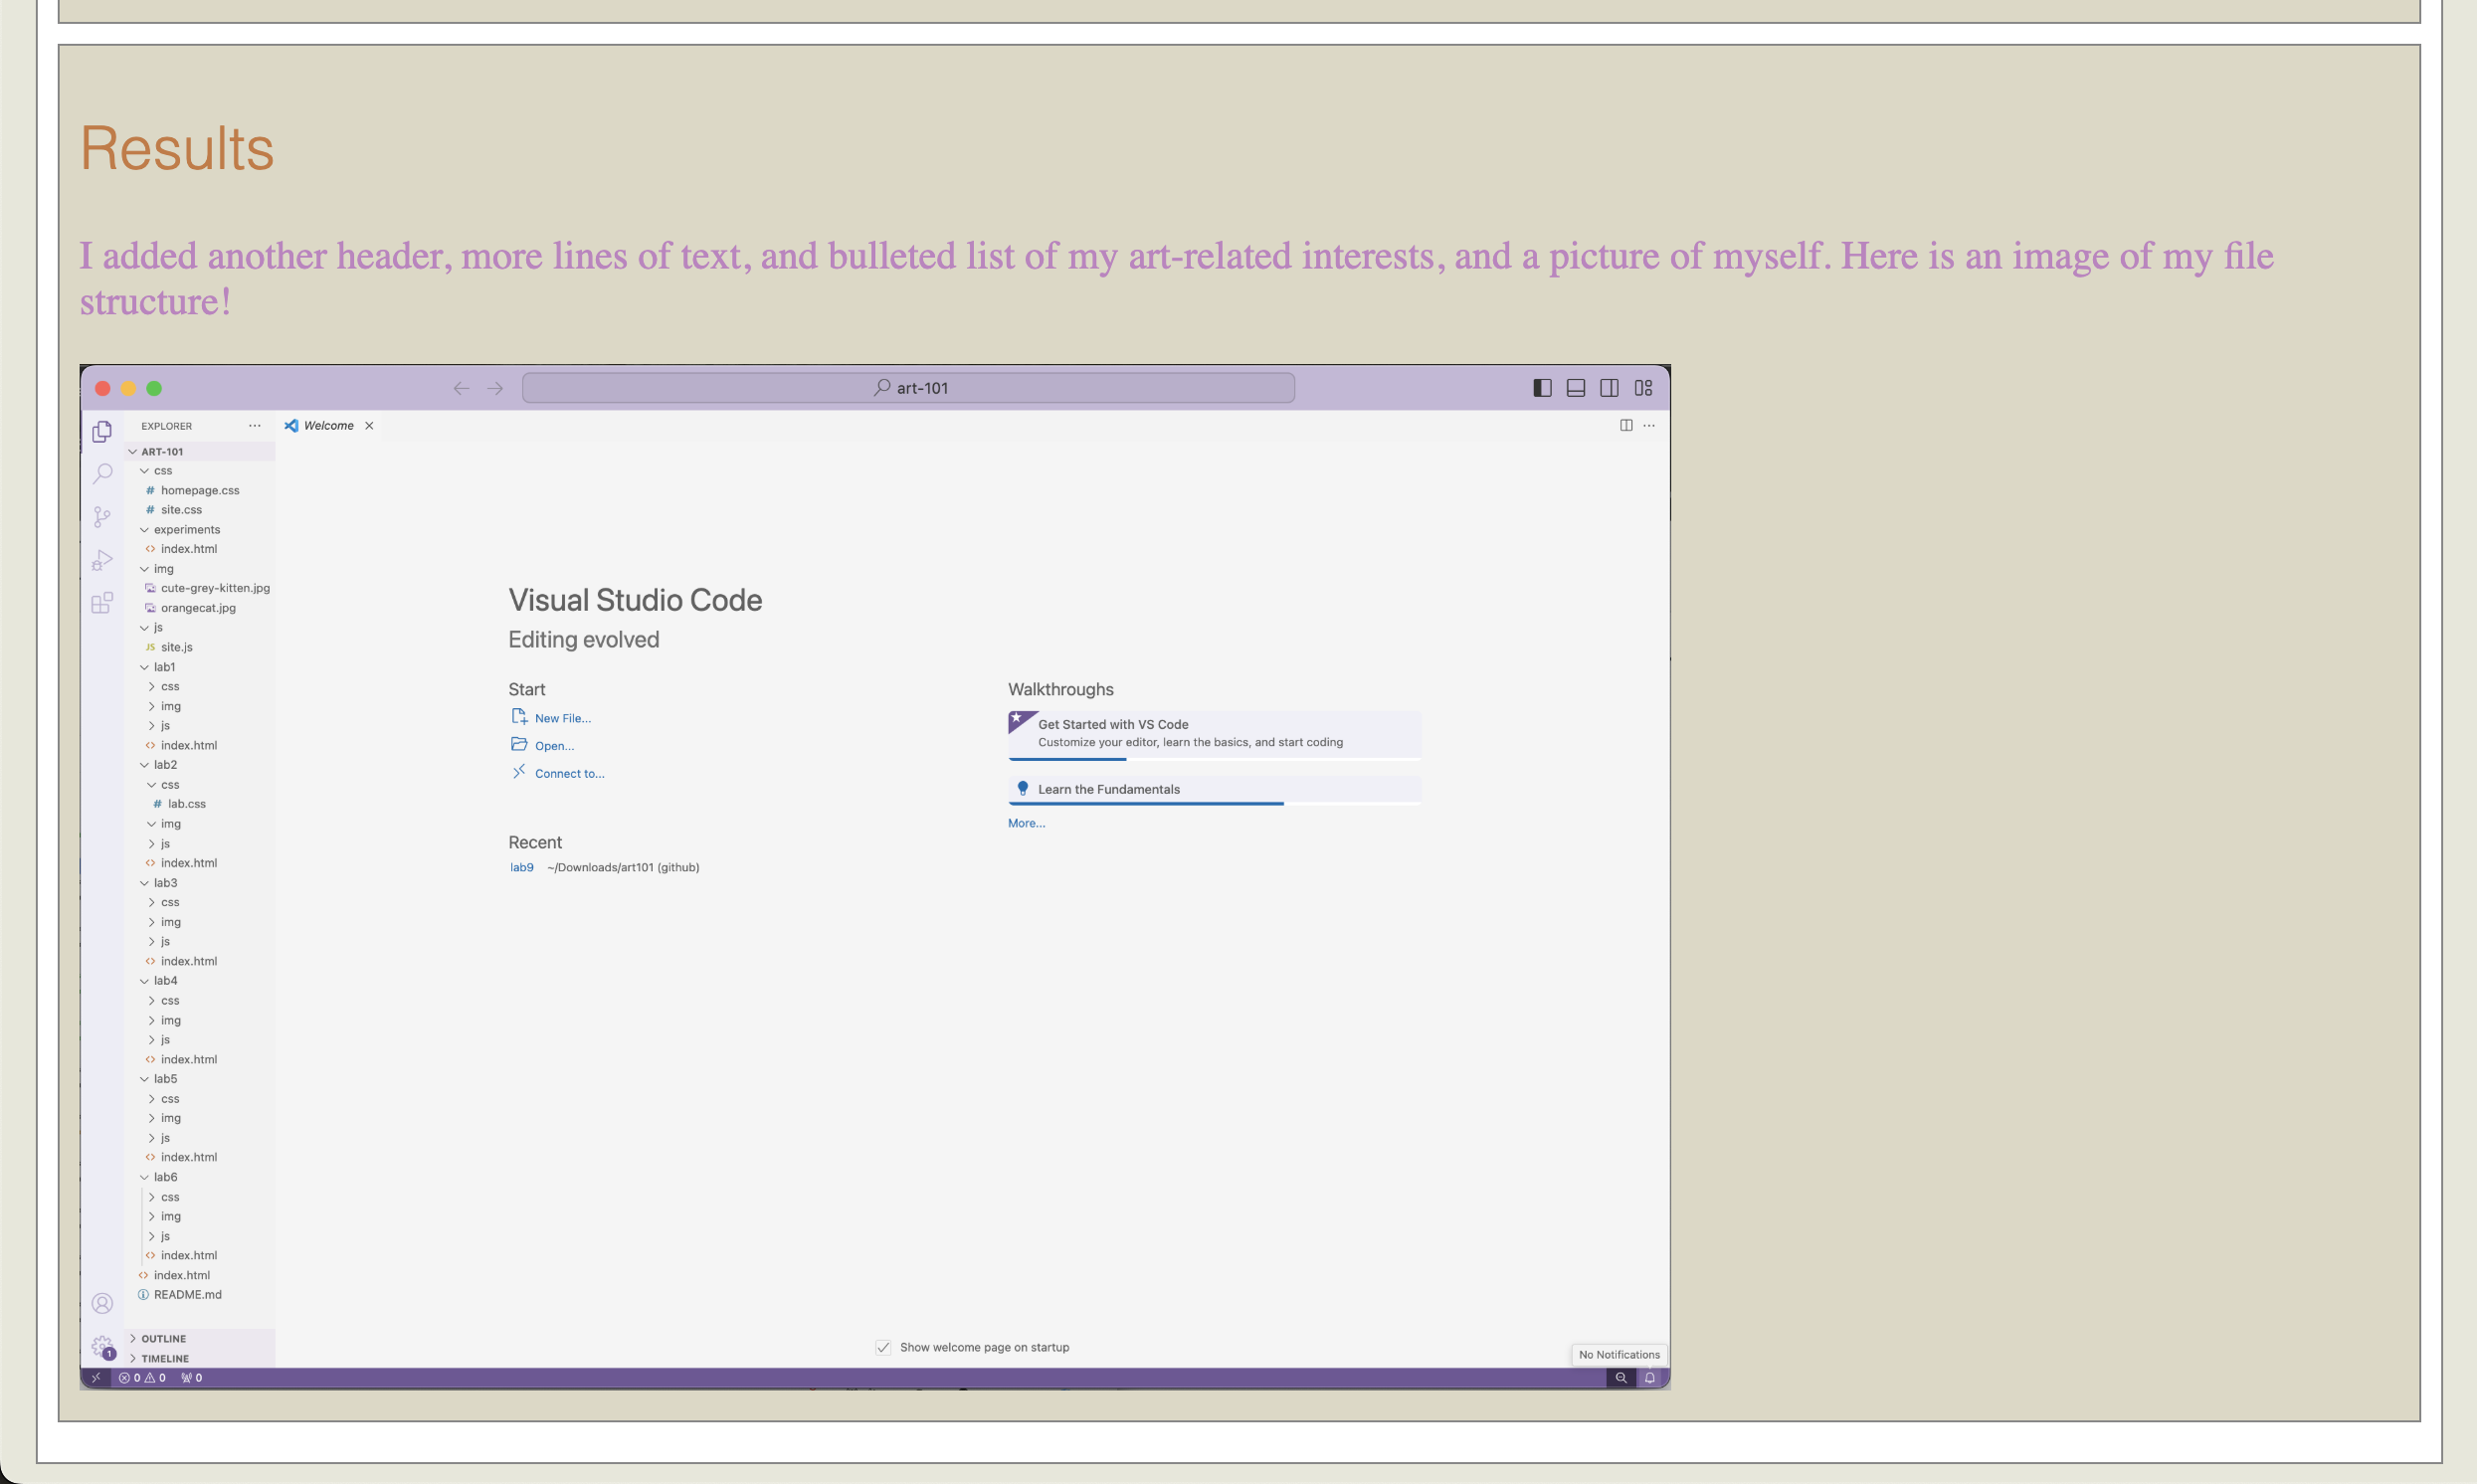 Results
I added another header, more lines of text, and bulleted list of my art-related interests, and a picture of myself. Here is an image of my file
structure!
art-101
EXPLORER
Welcome
ART-101
css
homepage.css
site.css
experiments
index.html
img
cute-grey-kitten.jpg
orangecat.jpg
js
JS site.js
lab1
css
img
js
index.html
lab2
css
lab.css
img
js
index.html
lab3
css
img
js
index.html
lab4
css
img
js
index.html
lab5
css
img
js
index.html
lab6
css
img
js
index.html
index.html
README.md
OUTLINE
TIMELINE
Visual Studio Code
Editing evolved
Start
New File...
Open...
Connect to...
Recent
lab9 ~/Downloads/art101 (github)
Walkthroughs
Get Started with VS Code
Customize your editor, learn the basics, and start coding
Learn the Fundamentals
More...
Show welcome page on startup
No Notifications
1
0 0 0